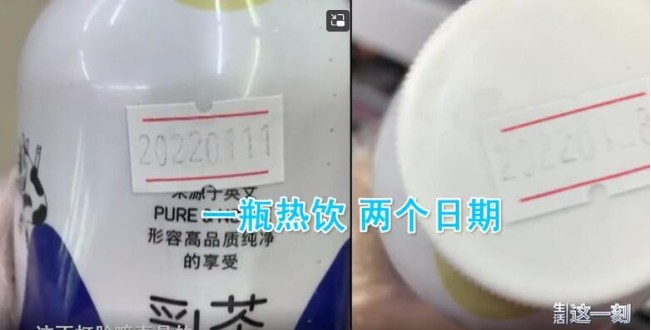 20220111
来源于英文
PURE &
形容高品质纯净
的享受
乳茶
一瓶热饮 两个日期
生活这一刻